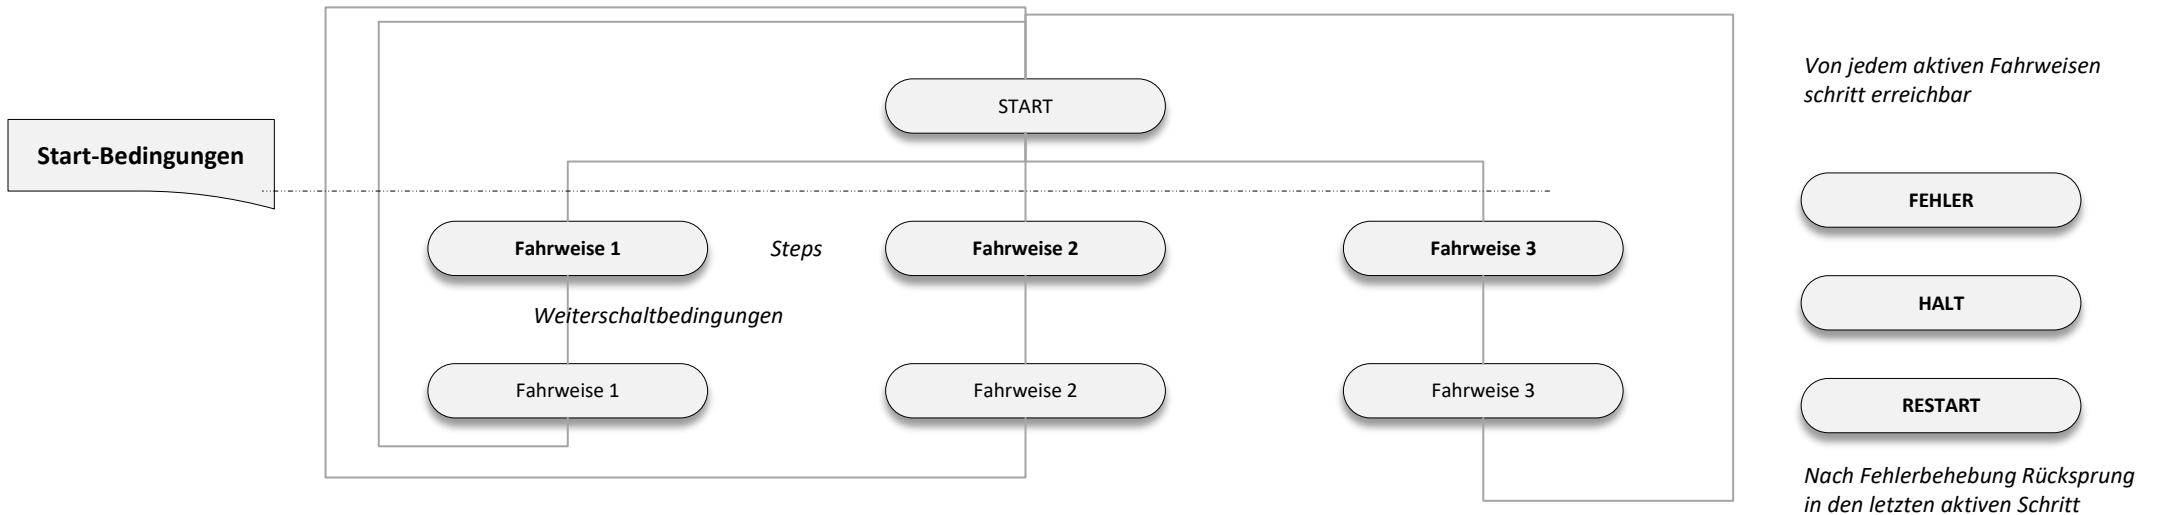 Von jedem aktiven Fahrweisen
schritt erreichbar
START
Start-Bedingungen
FEHLER
Fahrweise 1
Steps
Fahrweise 2
Fahrweise 3
HALT
Weiterschaltbedingungen
Fahrweise 1
Fahrweise 2
Fahrweise 3
RESTART
Nach Fehlerbehebung Rücksprung
in den letzten aktiven Schritt